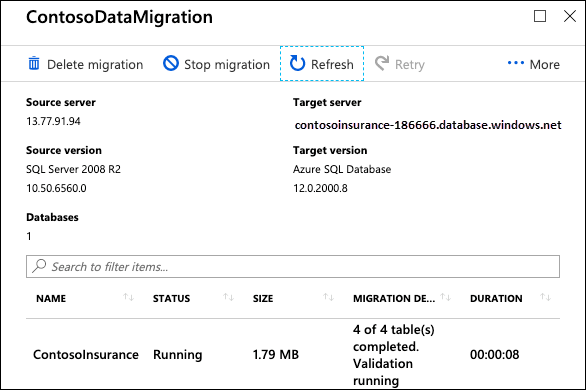 ContosoDataMigration
Delete migration Stop migration Refresh Retry ··· More
Source server Target server
13.77.91.94 contosoinsurance-186666.database.windows.net
Source version Target version
SQL Server 2008 R2 Azure SQL Database
10.50.6560.0 12.0.2000.8
Databases
1
Search to filter items...
NAME STATUS SIZE MIGRATION DE... DURATION
4 of 4 table(s)
completed.
ContosoInsurance Running 1.79 MB Validation 00:00:08
running